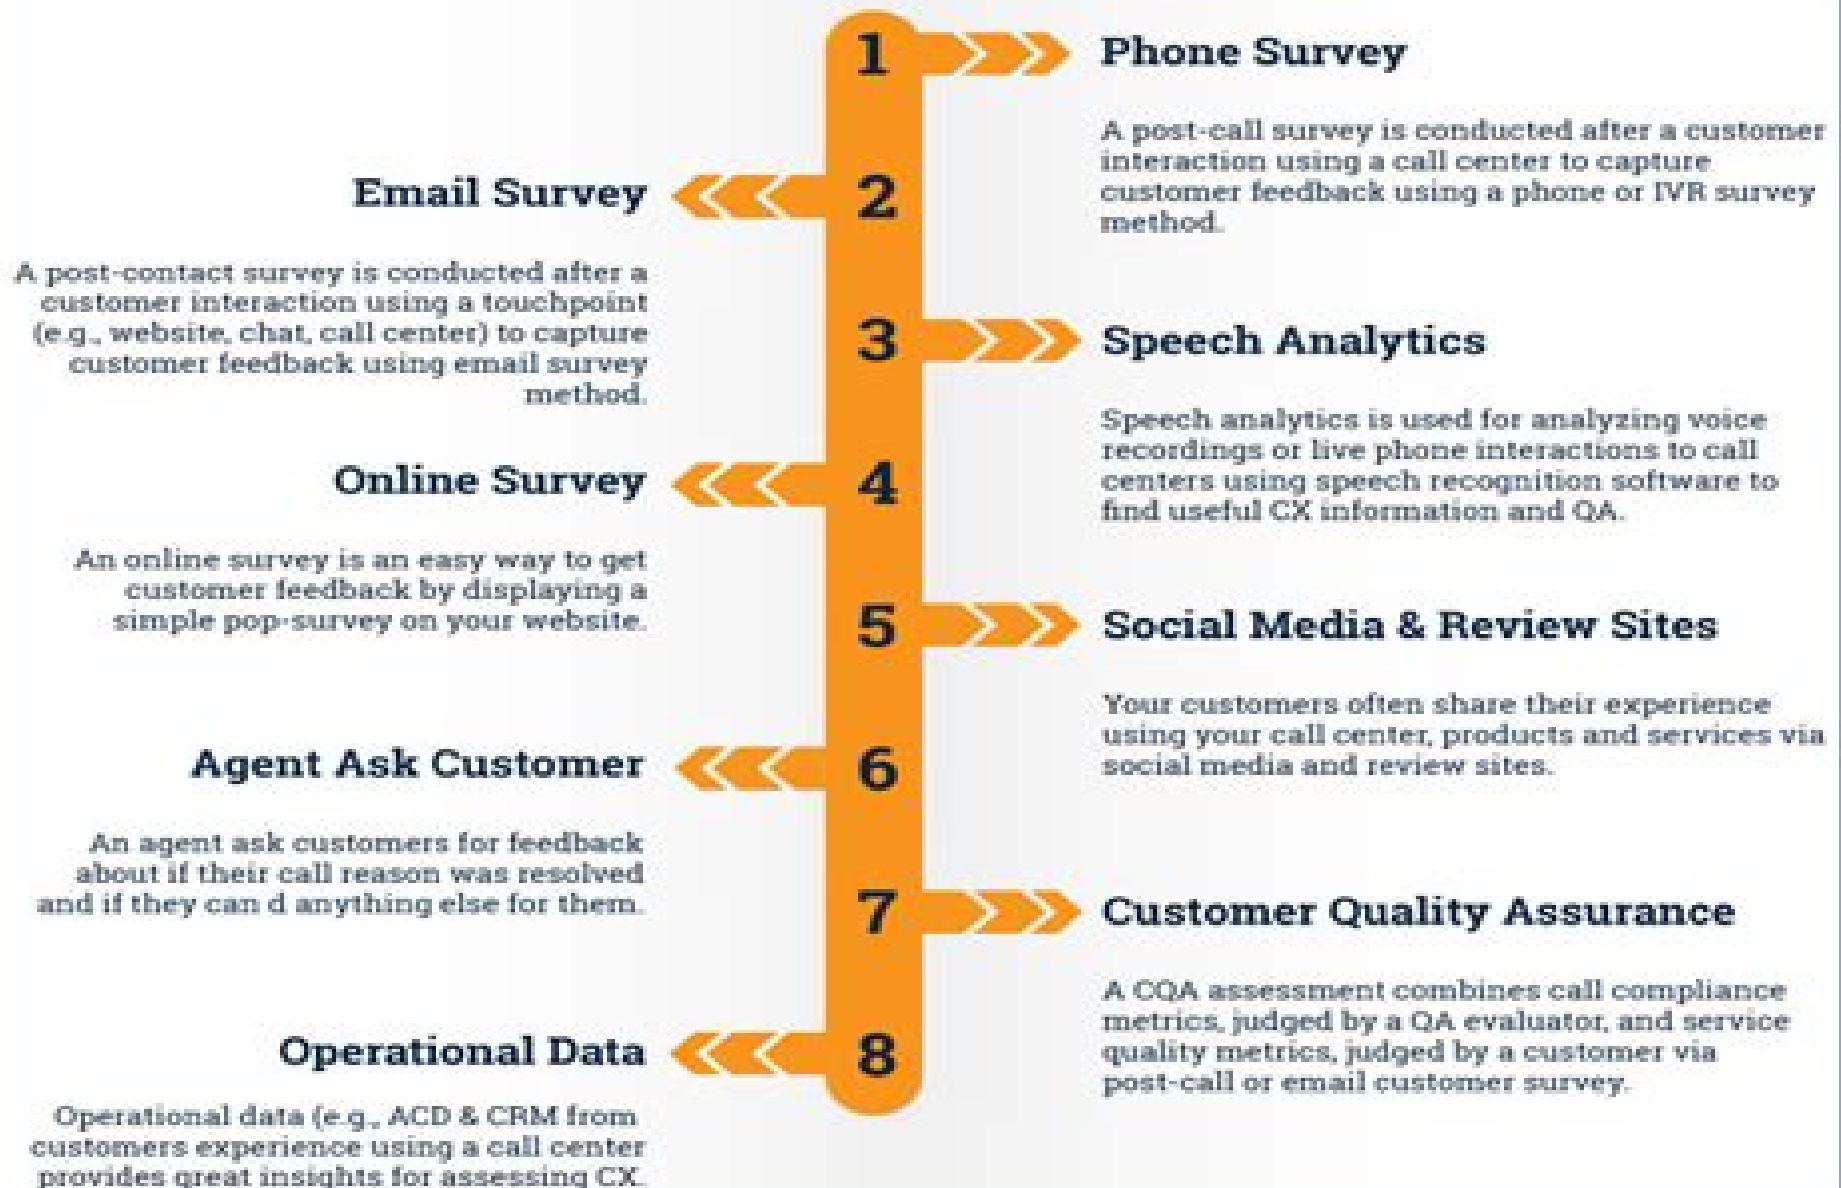 1
Phone Survey
A post-call survey is conducted after a customer
interaction using a call center to capture
customer feedback using a phone or IVR survey
method.
2
Email Survey
A post-contact survey is conducted after a
customer interaction using a touchpoint
(e.g., website, chat, call center) to capture
customer feedback using email survey
method.
3
Speech Analytics
Speech analytics is used for analyzing voice
recordings or live phone interactions to call
centers using speech recognition software to
find useful CX information and QA.
4
Online Survey
An online survey is an easy way to get
customer feedback by displaying a
simple pop-survey on your website.
5
Social Media & Review Sites
Your customers often share their experience
using your call center, products and services via
social media and review sites.
6
Agent Ask Customer
An agent ask customers for feedback
about if their call reason was resolved
and if they can d anything else for them.
7
Customer Quality Assurance
A CQA assessment combines call compliance
metrics, judged by a QA evaluator, and service
quality metrics, judged by a customer via
post-call or email customer survey.
8
Operational Data
Operational data (e.g., ACD & CRM from
customers experience using a call center
provides great insights for assessing CX.